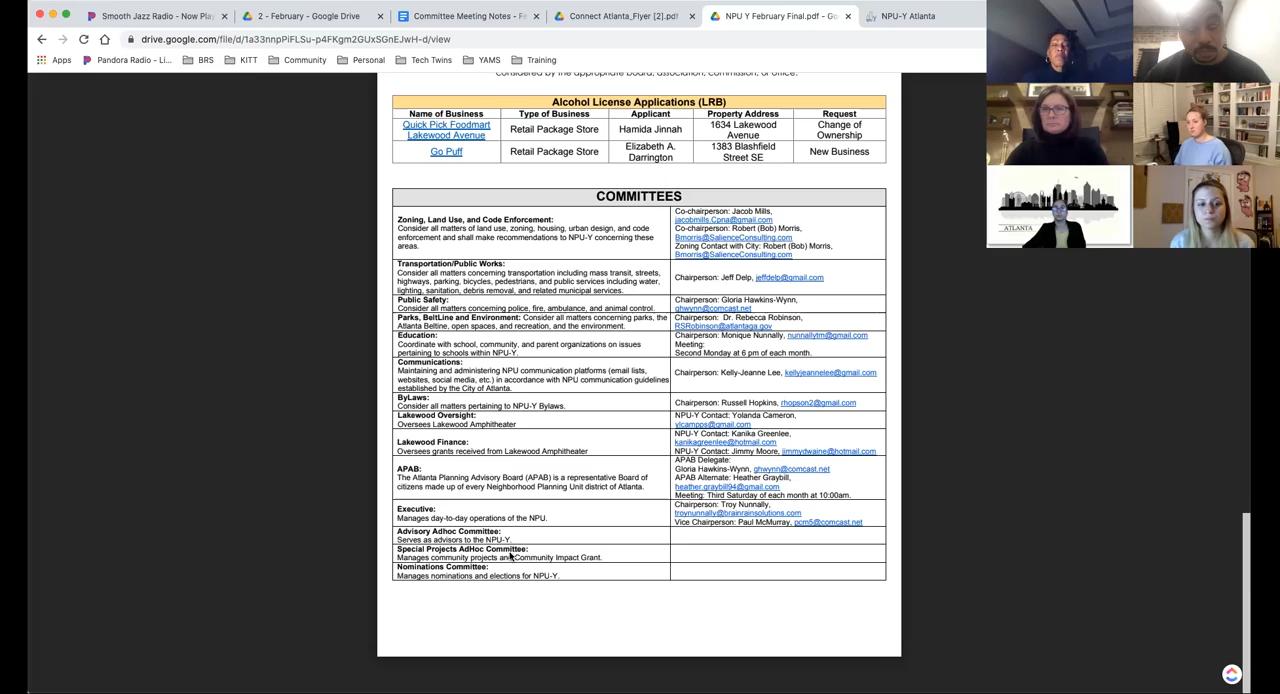 Smooth Jazz Radio - Now Play
2 - February - Google Drive
Committee Meeting Notes - Fe
Connect Atlanta_Flyer [2].pdf
NPU Y February Final.pdf - Go
NPU-Y Atlanta
drive.google.com/file/d/1a33nnpPiFLSu-p4FKgm2GUxSGnEJwH-d/view
Apps
Pandora Radio - Li...
BRS
KITT
Community
Personal
Tech Twins
YAMS
Training
Considered by the appropriate board, association, commission, or office.
Alcohol License Applications (LRB)
Name of Business Type of Business Applicant Property Address Request
Quick Pick Foodmart
Lakewood Avenue
Retail Package Store
Hamida Jinnah
1634 Lakewood
Avenue
Change of
Ownership
Go Puff
Retail Package Store
Elizabeth A.
Darrington
1383 Blashfield
Street SE
New Business
COMMITTEES
Zoning, Land Use, and Code Enforcement:
Consider all matters of land use, zoning, housing, urban design, and code
enforcement and shall make recommendations to NPU-Y concerning these
areas.
Co-chairperson: Jacob Mills,
jacobmills.Cpna@gmail.com
Co-chairperson: Robert (Bob) Morris,
Bmorris@SalienceConsulting.com
Zoning Contact with City: Robert (Bob) Morris,
Bmorris@SalienceConsulting.com
Transportation/Public Works:
Consider all matters concerning transportation including mass transit, streets,
highways, parking, bicycles, pedestrians, and public services including water,
lighting, sanitation, debris removal, and related municipal services.
Chairperson: Jeff Delp, jeffdelp@gmail.com
Public Safety:
Consider all matters concerning police, fire, ambulance, and animal control.
Chairperson: Gloria Hawkins-Wynn,
ghwynn@comcast.net
Parks, BeltLine and Environment: Consider all matters concerning parks, the
Atlanta Beltline, open spaces, and recreation, and the environment.
Chairperson: Dr. Rebecca Robinson,
RSRobinson@atlantaga.gov
Education:
Coordinate with school, community, and parent organizations on issues
pertaining to schools within NPU-Y.
Chairperson: Monique Nunnally, nunnallytm@gmail.com
Meeting:
Second Monday at 6 pm of each month.
Communications:
Maintaining and administering NPU communication platforms (email lists,
websites, social media, etc.) in accordance with NPU communication guidelines
established by the City of Atlanta.
Chairperson: Kelly-Jeanne Lee, kellyjeannelee@gmail.com
ByLaws:
Consider all matters pertaining to NPU-Y Bylaws.
Chairperson: Russell Hopkins, rhopson2@gmail.com
Lakewood Oversight:
Oversees Lakewood Amphitheater
NPU-Y Contact: Yolanda Cameron,
ylcampps@gmail.com
Lakewood Finance:
Oversees grants received from Lakewood Amphitheater
NPU-Y Contact: Kanika Greenlee,
kanikagreenlee@hotmail.com
NPU-Y Contact: Jimmy Moore, jimmydwaine@hotmail.com
APAB:
The Atlanta Planning Advisory Board (APAB) is a representative Board of
citizens made up of every Neighborhood Planning Unit district of Atlanta.
APAB Delegate:
Gloria Hawkins-Wynn, ghwynn@comcast.net
APAB Alternate: Heather Graybill,
heather.graybill94@gmail.com
Meeting: Third Saturday of each month at 10:00am.
Executive:
Manages day-to-day operations of the NPU.
Chairperson: Troy Nunnally,
troynunnally@brainrainsolutions.com
Vice Chairperson: Paul McMurray, pcm5@comcast.net
Advisory Adhoc Committee:
Serves as advisors to the NPU-Y.
Special Projects AdHoc Committee:
Manages community projects and Community Impact Grant.
Nominations Committee:
Manages nominations and elections for NPU-Y.
ATLANTA